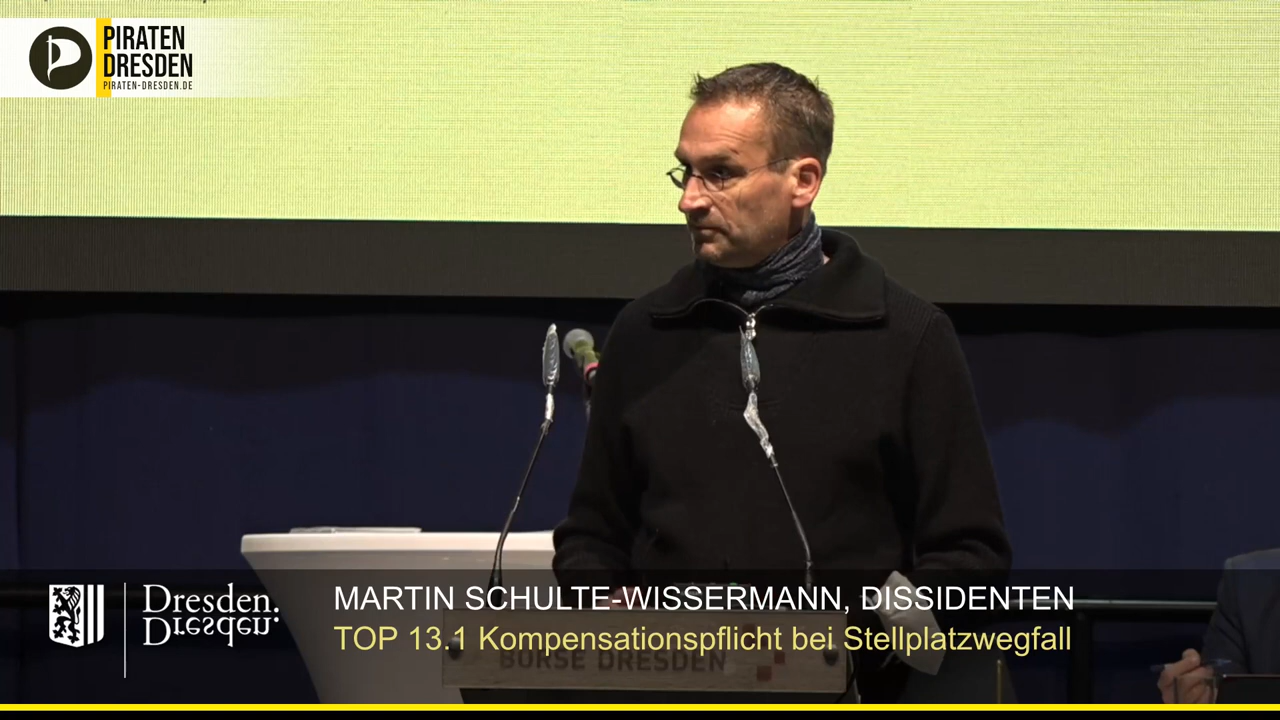 PIRATEN
DRESDEN
PIRATEN-DRESDEN.DE
MARTIN SCHULTE-WISSERMANN, DISSIDENTEN
Dresden.
Dresden.
TOP 13.1 Kompensationspflicht bei Stellplatzwegfall
BÖRSE DRESDEN